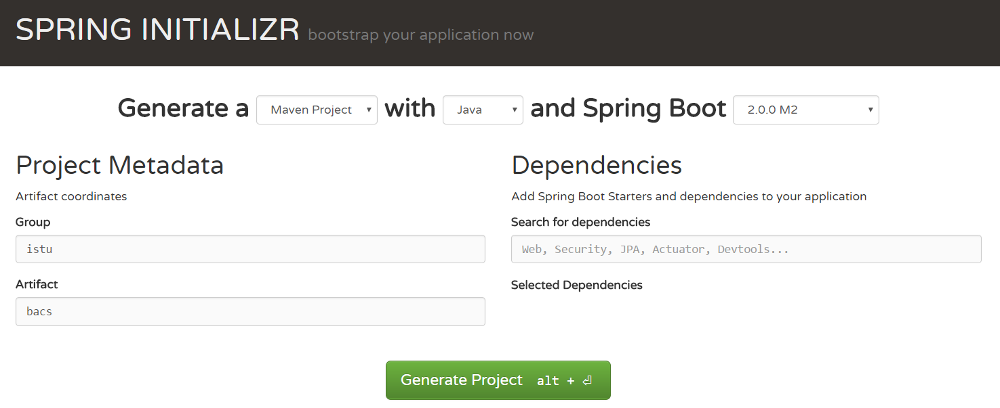 SPRING INITIALIZR bootstrap your application now
Generate a Maven Project with Java and Spring Boot 2.0.0 M2
Project Metadata
Artifact coordinates
Group
istu
Artifact
bacs
Dependencies
Add Spring Boot Starters and dependencies to your application
Search for dependencies
Web, Security, JPA, Actuator, Devtools...
Selected Dependencies
Generate Project alt + ⏎